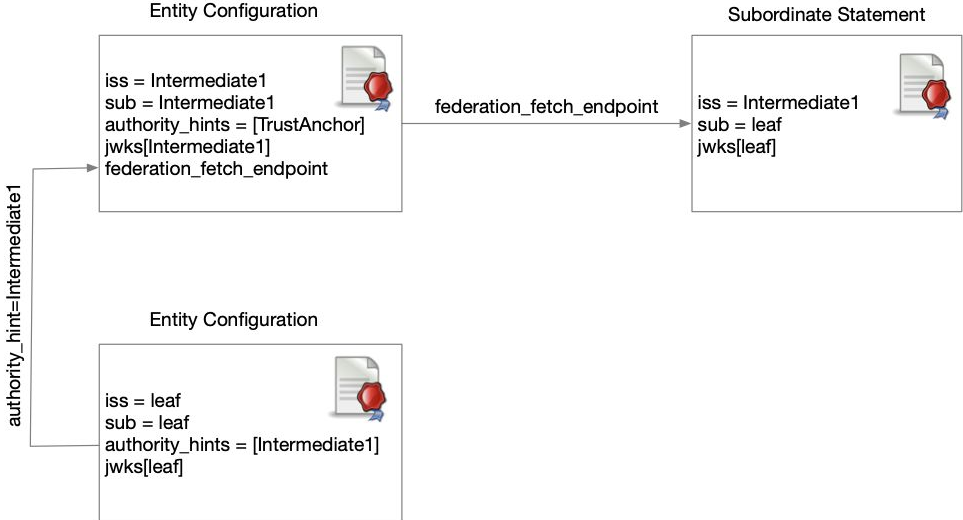 Entity Configuration
Subordinate Statement
iss = Intermediate1
sub = Intermediate1
authority_hints = [TrustAnchor]
jwks[Intermediate1]
federation_fetch_endpoint
federation_fetch_endpoint
iss = Intermediate1
sub = leaf
jwks[leaf]
authority_hint=Intermediate1
Entity Configuration
iss = leaf
sub = leaf
authority_hints = [Intermediate1]
jwks[leaf]